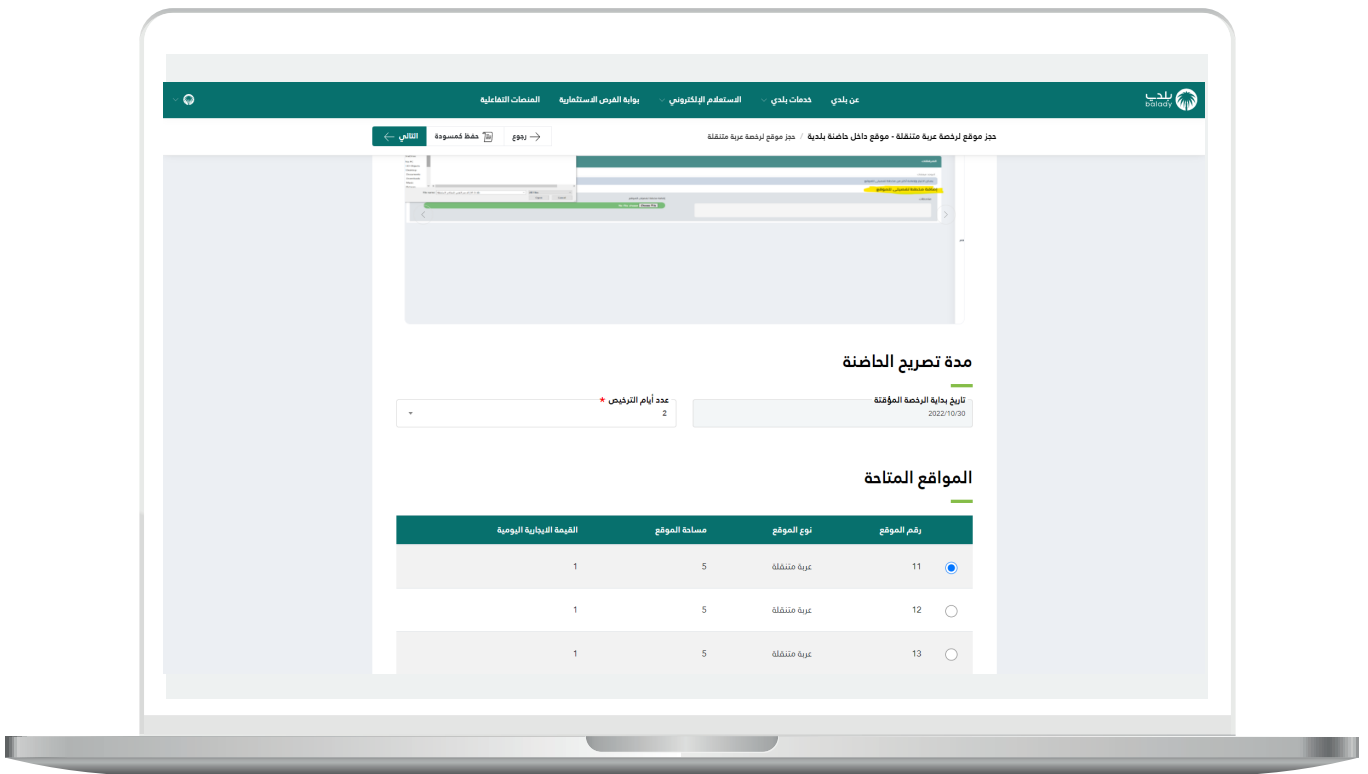 بلدي
balady
عن بلدي
خدمات بلدي
الاستعلام الإلكتروني
بوابة الفرص الاستثمارية
المنصات التفاعلية
حجز موقع لرخصة عربة متنقلة - موقع داخل حاضنة بلدية / حجز موقع لرخصة عربة متنقلة
رجوع
حفظ كمسودة
التالي
مدة تصريح الحاضنة
تاريخ بداية الرخصة المؤقتة
2022/10/30
عدد أيام الترخيص *
2
المواقع المتاحة
رقم الموقع نوع الموقع مساحة الموقع القيمة الايجارية اليومية
11 عربة متنقلة 5 1
12 عربة متنقلة 5 1
13 عربة متنقلة 5 1